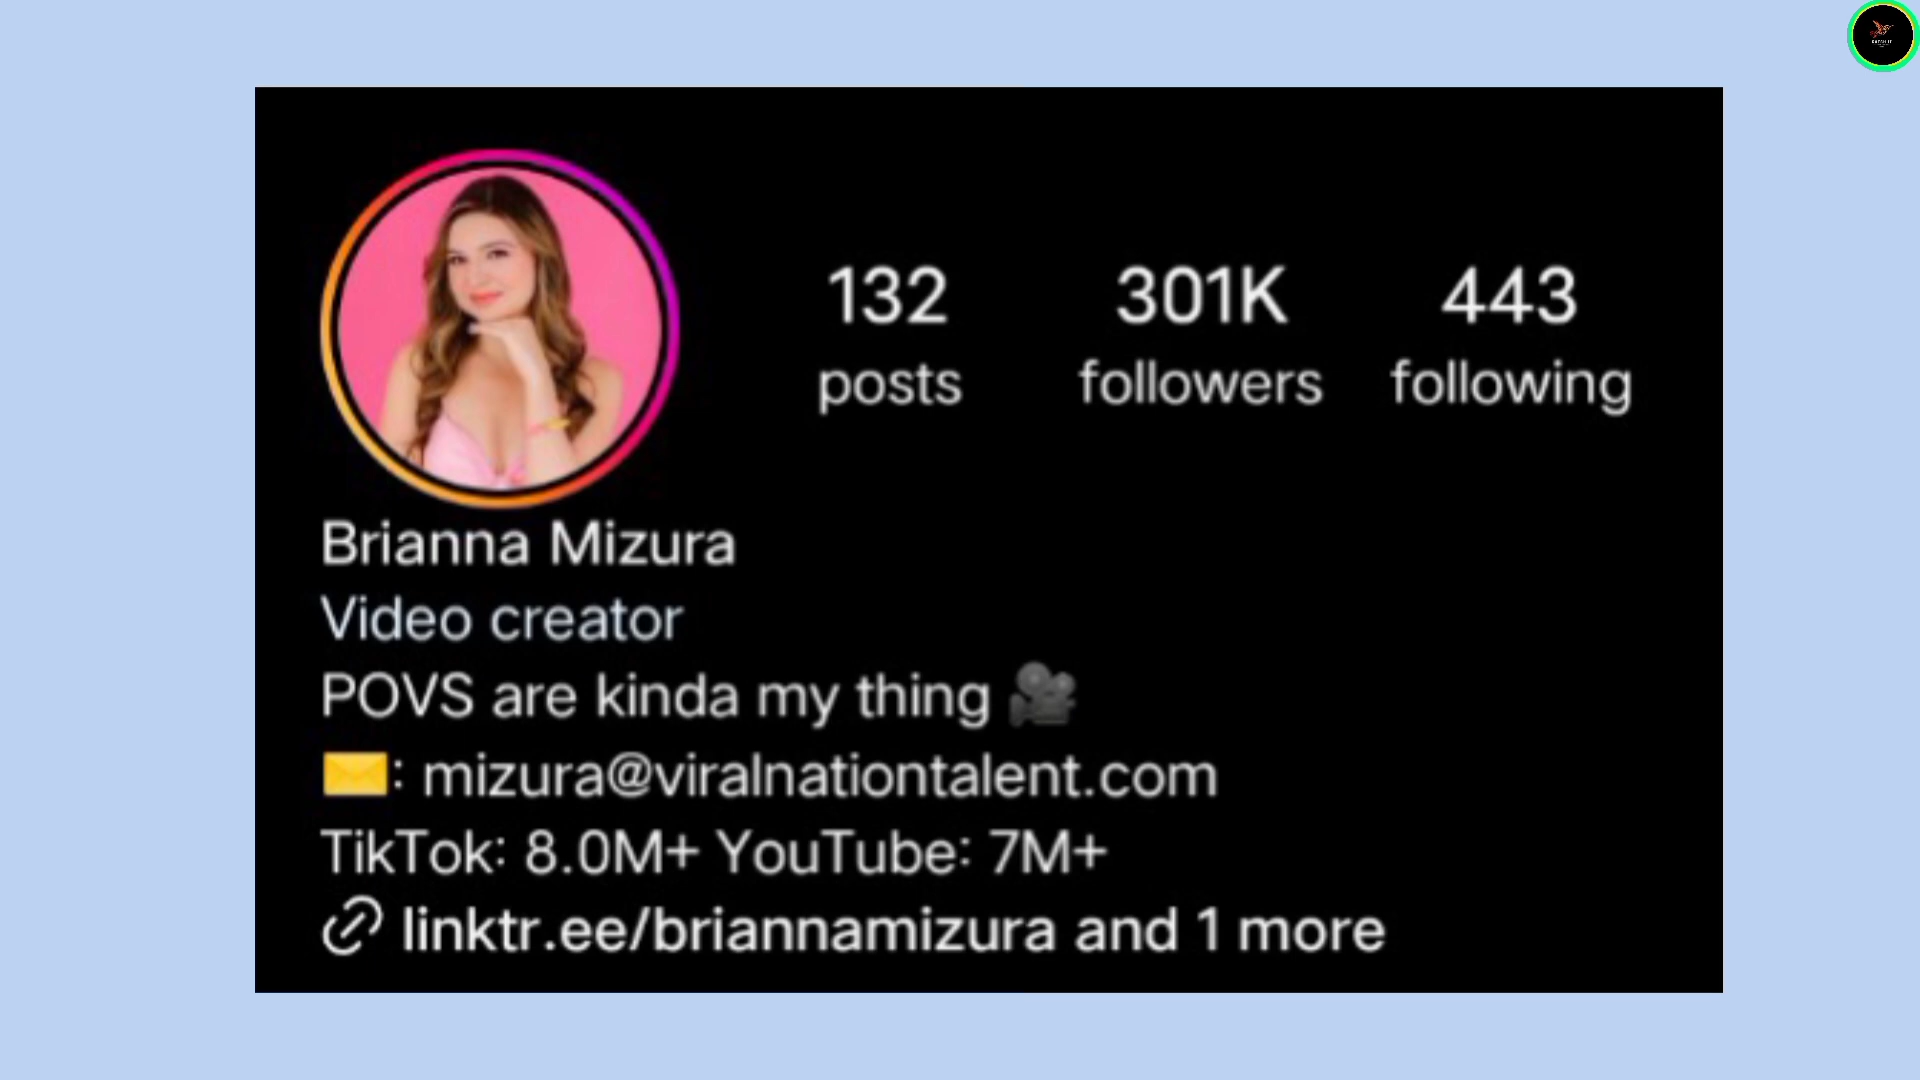 132 301K 443
posts followers following
Brianna Mizura
Video creator
POVS are kinda my thing 🎥
✉️: mizura@viralnationtalent.com
TikTok: 8.0M+ YouTube: 7M+
linktr.ee/briannamizura and 1 more